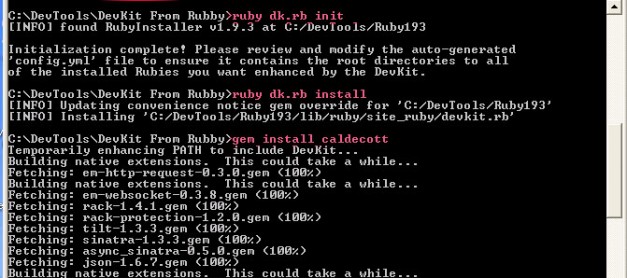 C:\DevTools\DevKit From Rubby>ruby dk.rb init
[INFO] found RubyInstaller v1.9.3 at C:/DevTools/Ruby193
Initialization complete! Please review and modify the auto-generated
'config.yml' file to ensure it contains the root directories to all
of the installed Rubies you want enhanced by the DevKit.
C:\DevTools\DevKit From Rubby>ruby dk.rb install
[INFO] Updating convenience notice gem override for 'C:/DevTools/Ruby193'
[INFO] Installing 'C:/DevTools/Ruby193/lib/ruby/site_ruby/devkit.rb'
C:\DevTools\DevKit From Rubby>gem install caldecott
Temporarily enhancing PATH to include DevKit...
Building native extensions.  This could take a while...
Fetching: em-http-request-0.3.0.gem (100%)
Building native extensions.  This could take a while...
Fetching: em-websocket-0.3.8.gem (100%)
Fetching: rack-1.4.1.gem (100%)
Fetching: rack-protection-1.2.0.gem (100%)
Fetching: tilt-1.3.3.gem (100%)
Fetching: sinatra-1.3.3.gem (100%)
Fetching: async_sinatra-0.5.0.gem (100%)
Fetching: json-1.6.7.gem (100%)
Building native extensions.  This could take a while...